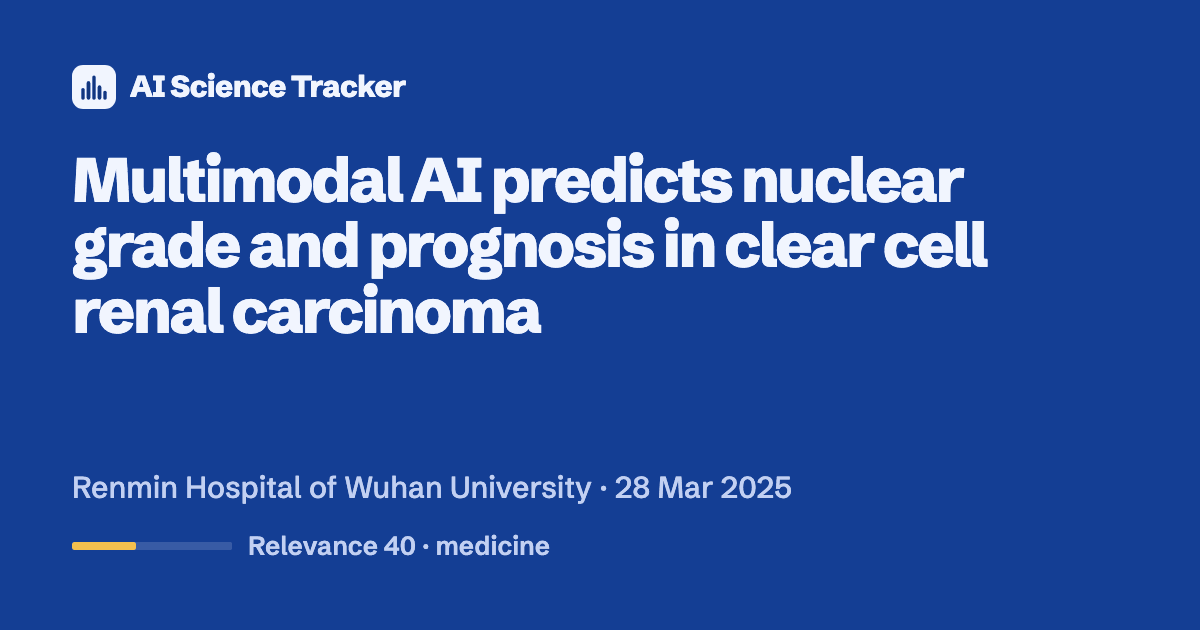 AI Science Tracker
Multimodal AI predicts nuclear
grade and prognosis in clear cell
renal carcinoma
Renmin Hospital of Wuhan University · 28 Mar 2025
Relevance 40 · medicine